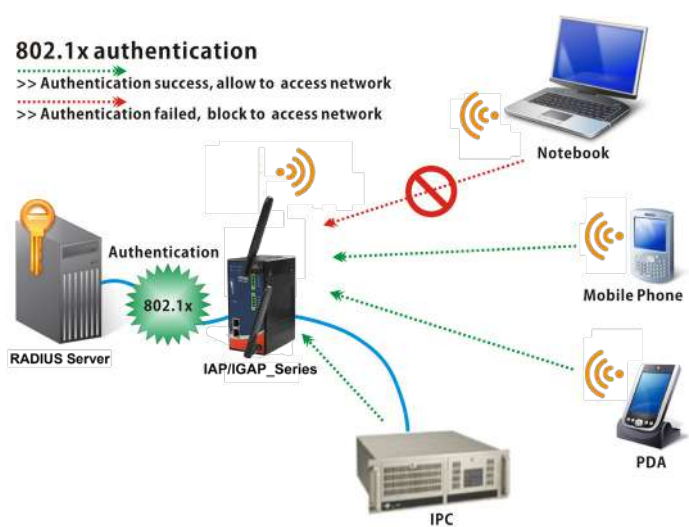 802.1x authentication
>> Authentication success, allow to access network
>> Authentication failed, block to access network
Notebook
Authentication
802.1x
Mobile Phone
RADIUS Server
IAP/IGAP_Series
PDA
IPC